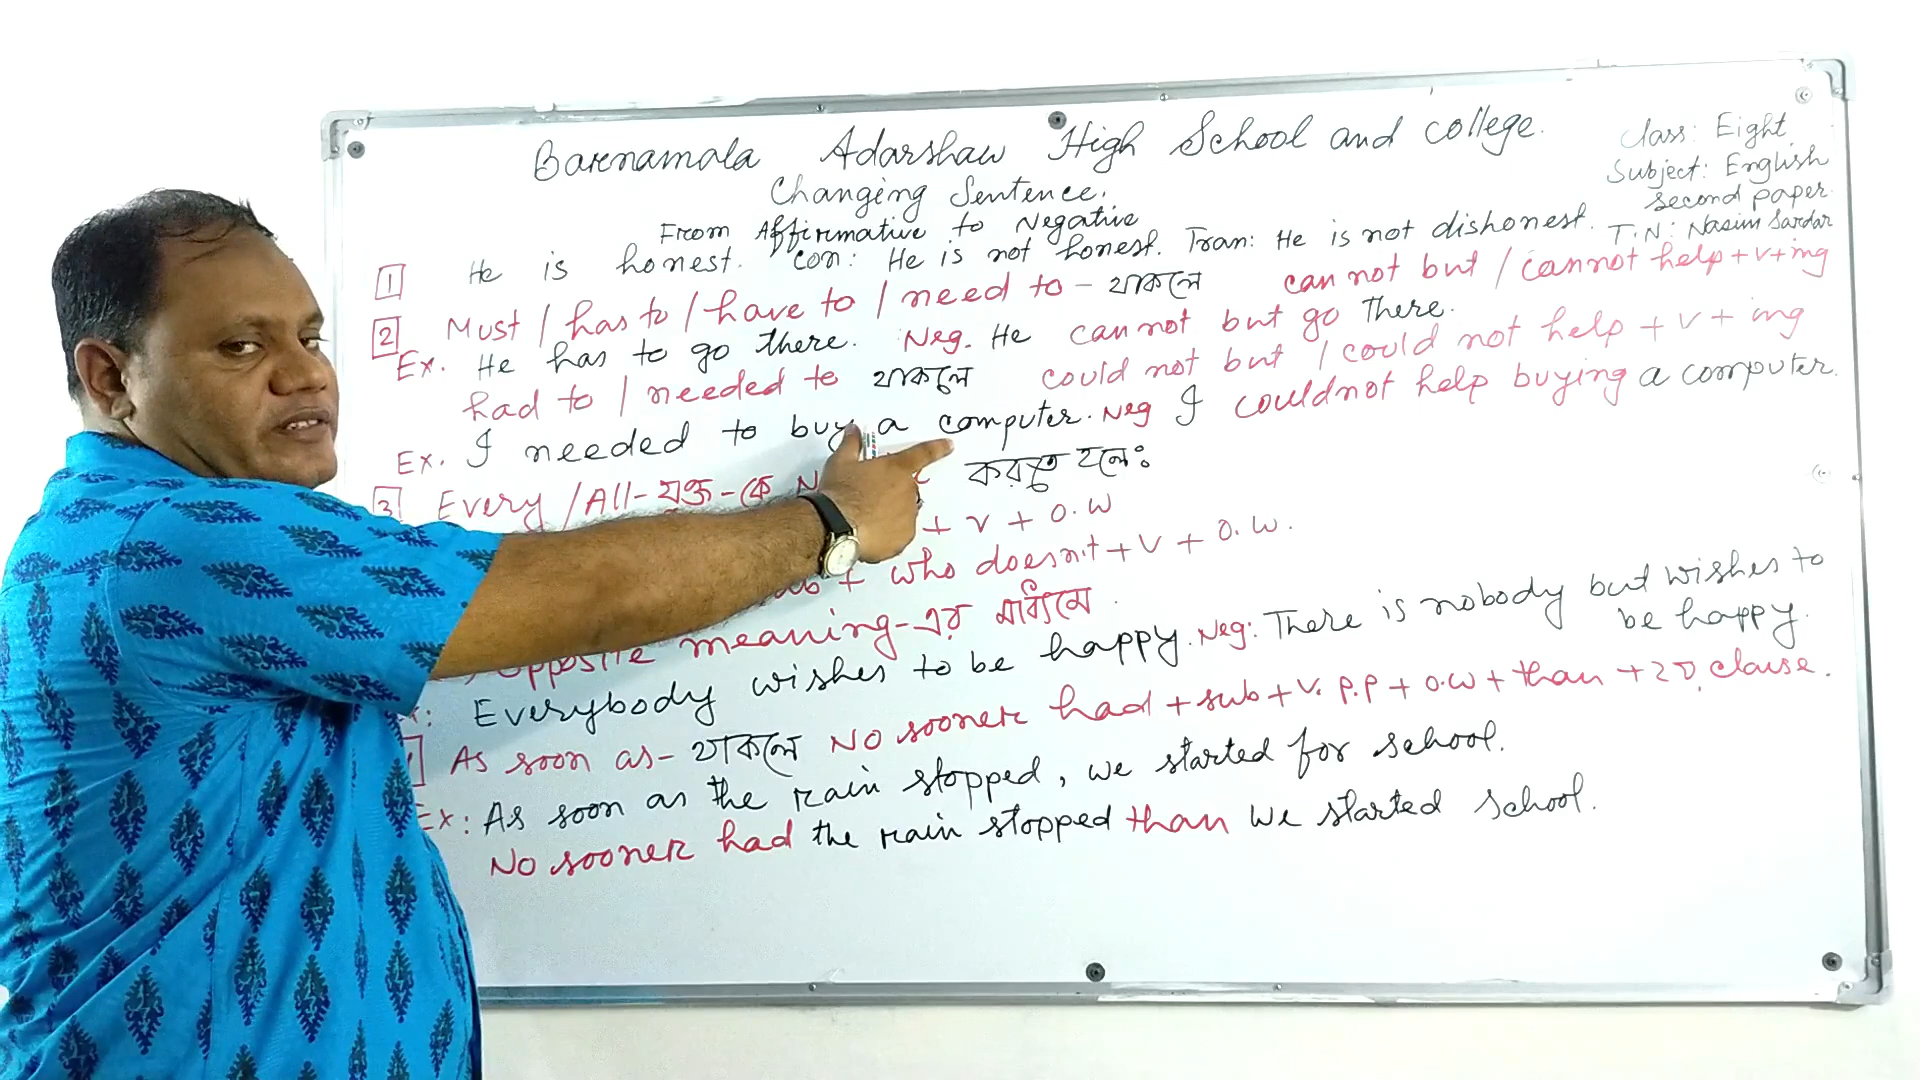 Barnamala Adarshaw High School and college.
Class: Eight
Subject: English
second paper
T.N: Nasim Sardar
Changing Sentence.
From Affirmative to Negative
1 He is honest. Con: He is not honest. Tran: He is not dishonest.
2 Must / has to / have to / need to - থাকলে can not but / cannot help + v + ing
Ex. He has to go there. Neg. He can not but go there.
had to / needed to থাকলে could not but / could not help + v + ing
Ex. I needed to buy a computer. Neg I couldnot help buying a computer.
3 Every / All - যুক্ত - কে করতে হলেঃ
+ v + o.w
+ who doesn't + v + o.w.
opposite meaning - এর মাধ্যমে
Everybody wishes to be happy. Neg: There is nobody but wishes to
be happy.
As soon as - থাকলে No sooner had + sub + v. p.p + o.w + than + 2nd clause.
Ex: As soon as the rain stopped, we started for school.
No sooner had the rain stopped than we started school.